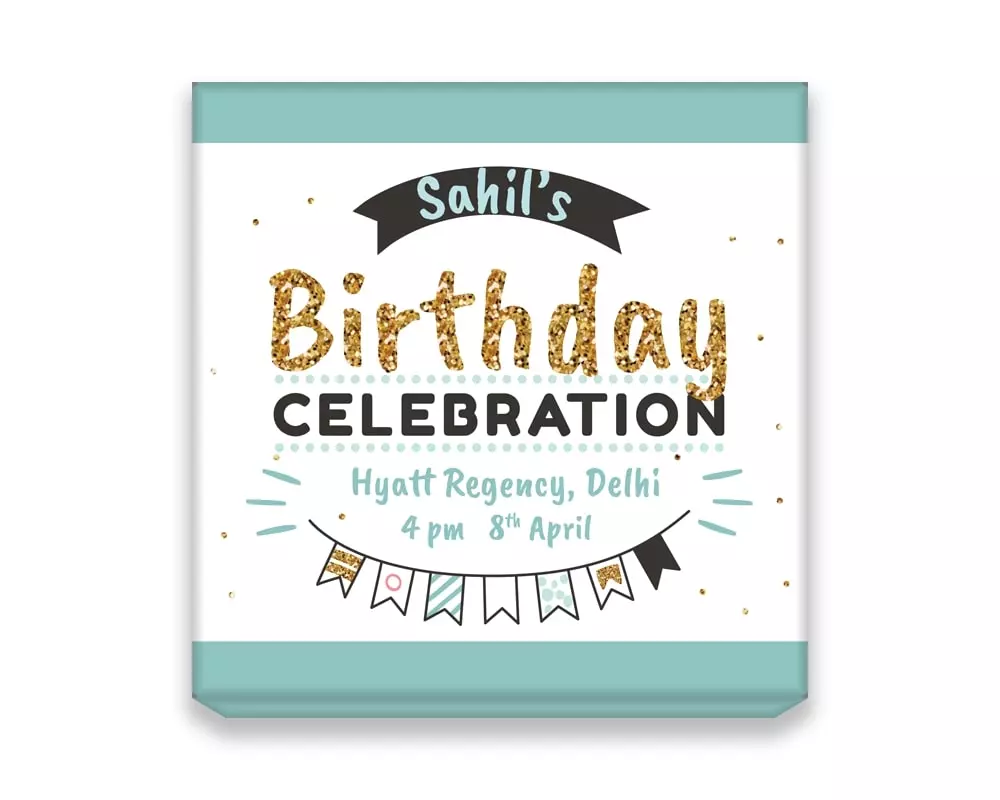 Sahil's
Birthday
CELEBRATION
Hyatt Regency, Delhi
4 pm 8th April